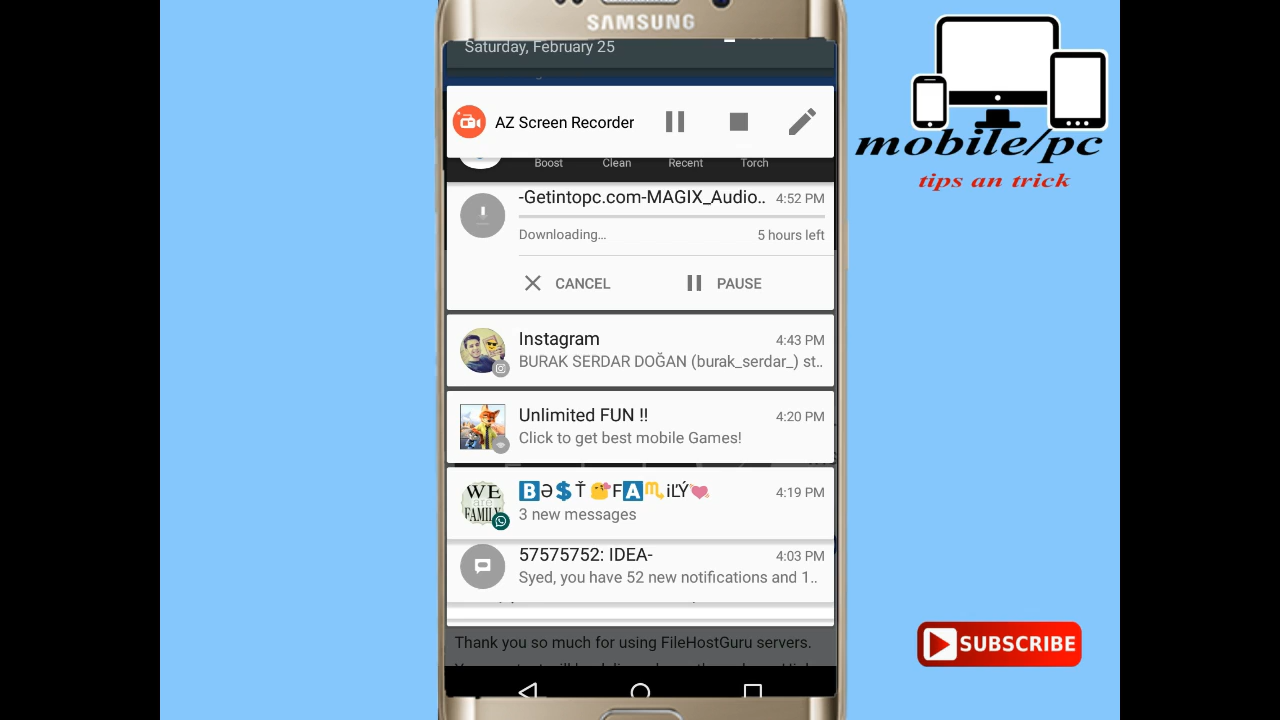 SAMSUNG
Saturday, February 25
AZ Screen Recorder
Boost Clean Recent Torch
-Getintopc.com-MAGIX_Audio.. 4:52 PM
Downloading... 5 hours left
CANCEL PAUSE
Instagram 4:43 PM
BURAK SERDAR DOĞAN (burak_serdar_) st..
Unlimited FUN !! 4:20 PM
Click to get best mobile Games!
WE are FAMILY
🅱Ə💲Ť 😘F🅰♏iĽÝ💘 4:19 PM
3 new messages
57575752: IDEA- 4:03 PM
Syed, you have 52 new notifications and 1..
Thank you so much for using FileHostGuru servers.
mobile/pc
tips an trick
SUBSCRIBE